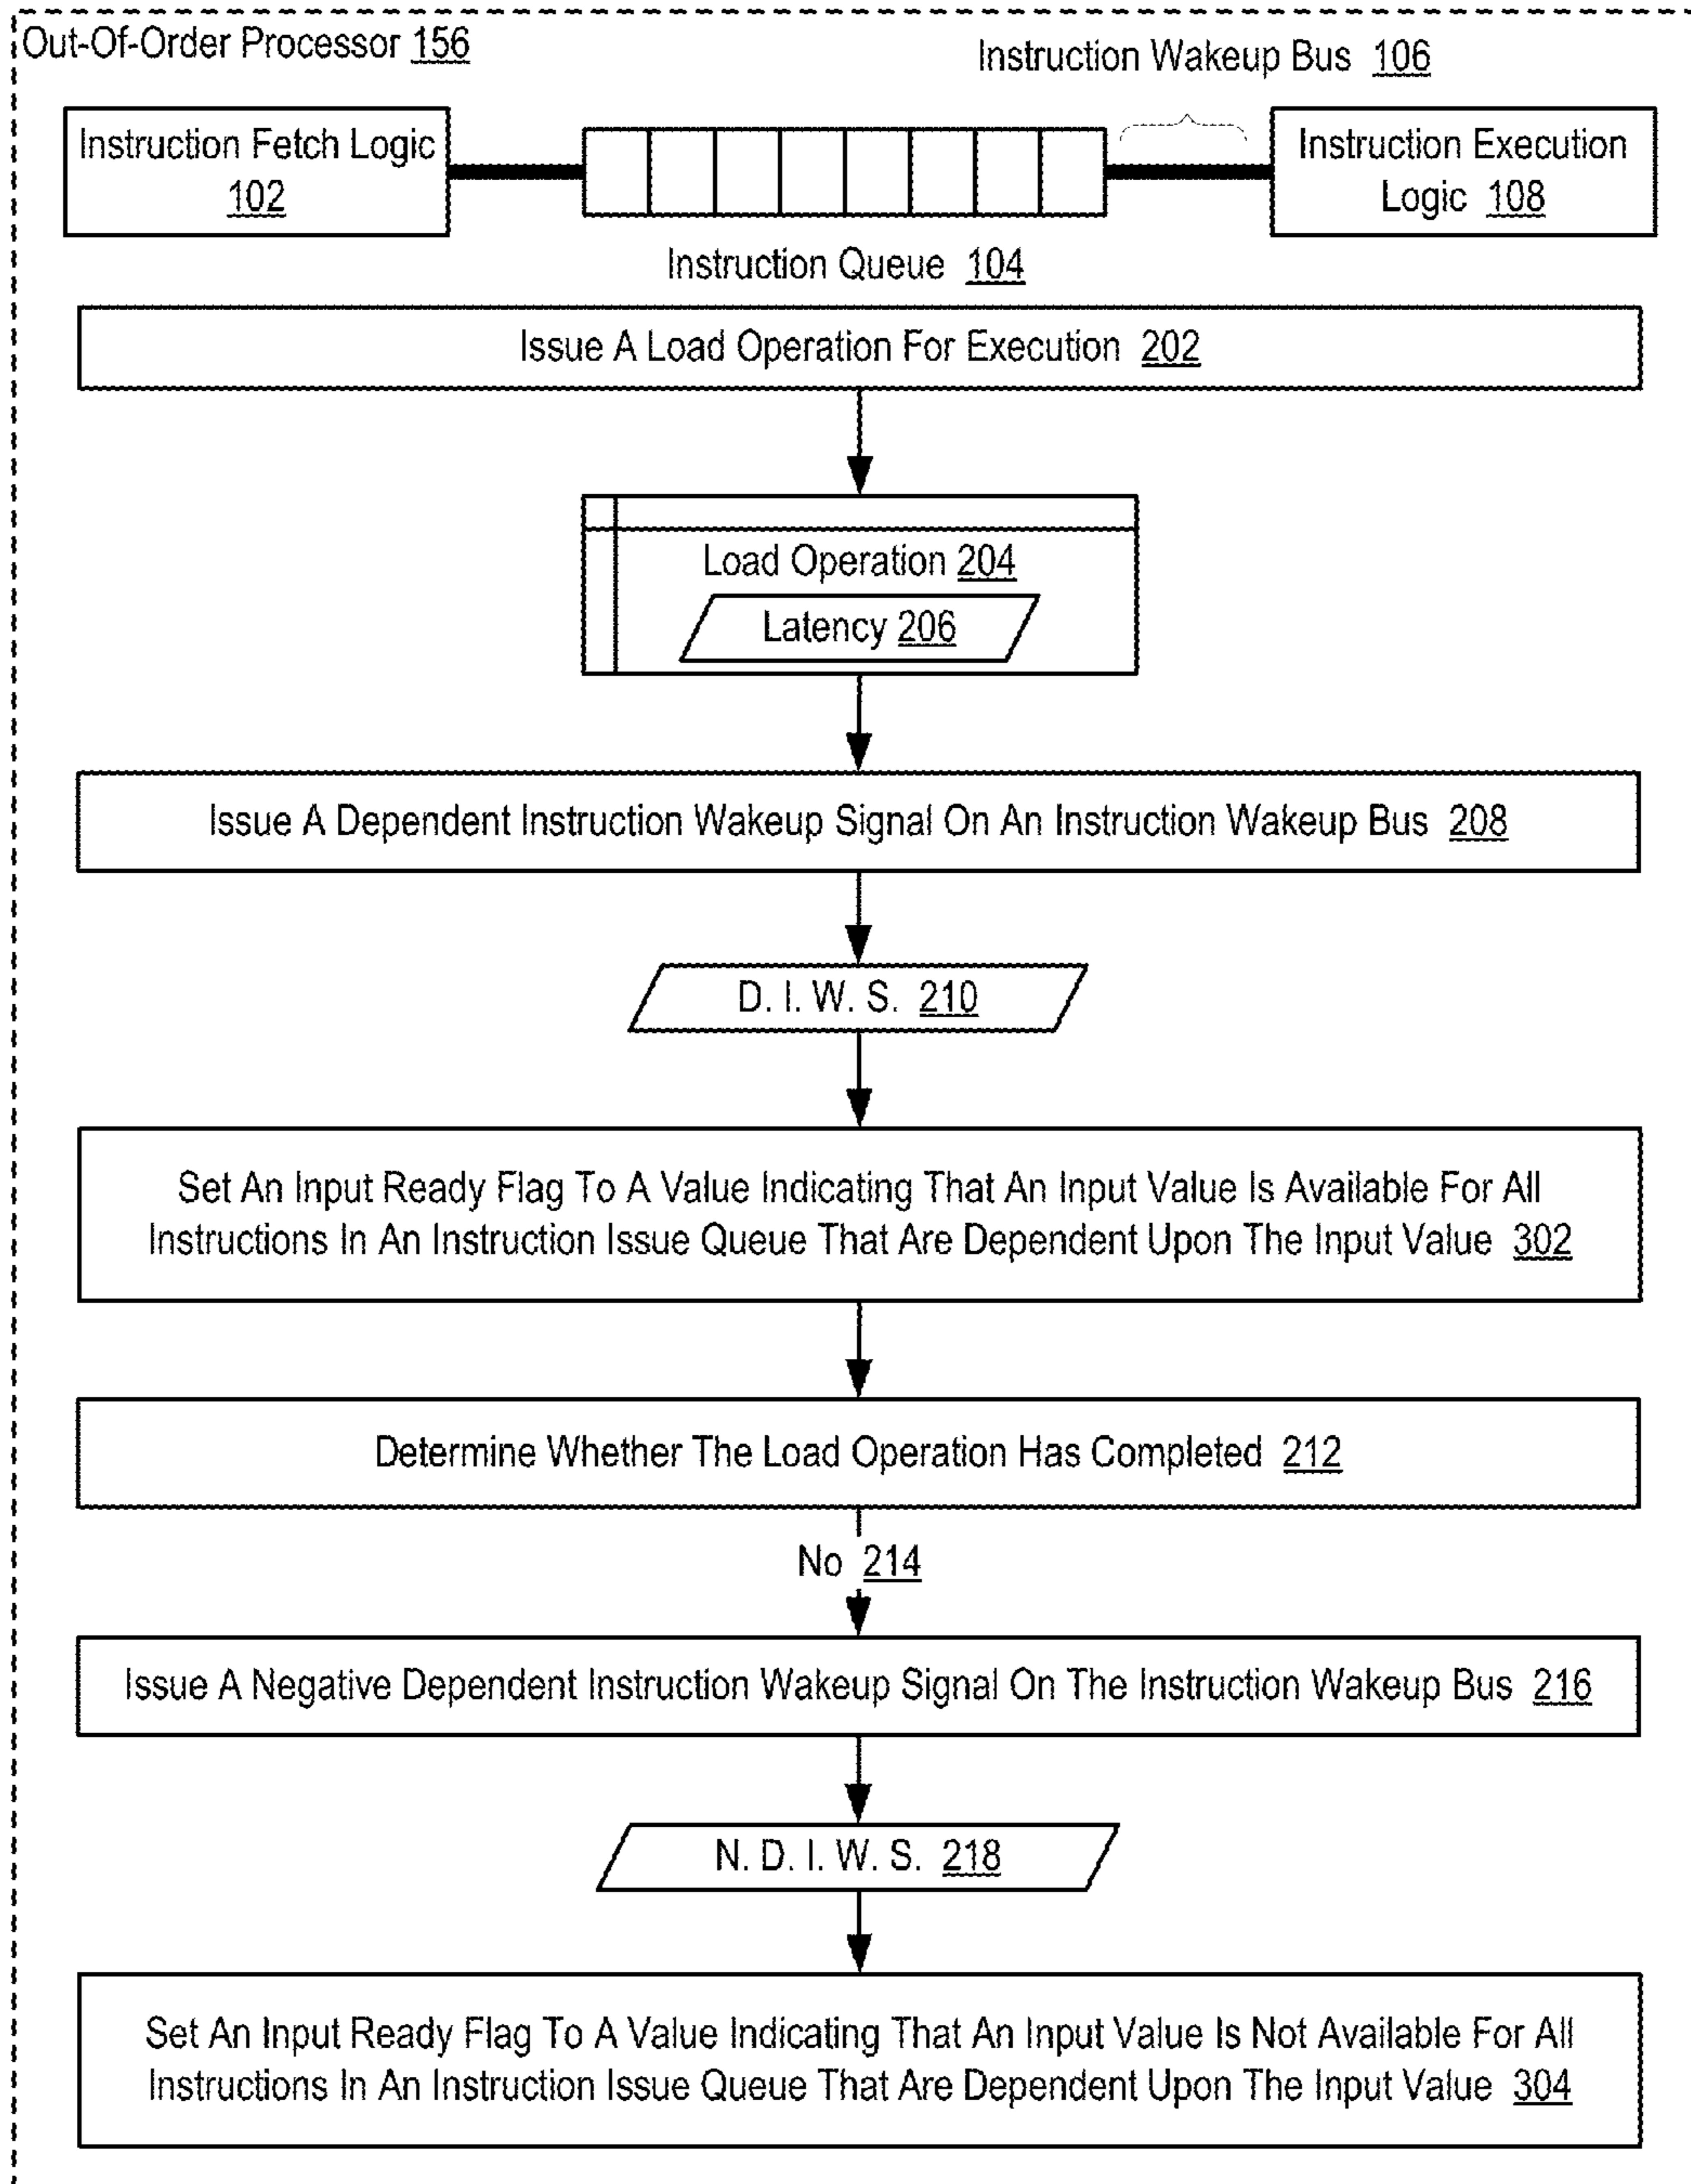 Out-Of-Order Processor 156
Instruction Wakeup Bus 106
Instruction Fetch Logic
102
Instruction Execution
Logic 108
Instruction Queue 104
Issue A Load Operation For Execution 202
Load Operation 204
Latency 206
Issue A Dependent Instruction Wakeup Signal On An Instruction Wakeup Bus 208
D. I. W. S. 210
Set An Input Ready Flag To A Value Indicating That An Input Value Is Available For All
Instructions In An Instruction Issue Queue That Are Dependent Upon The Input Value 302
Determine Whether The Load Operation Has Completed 212
No 214
Issue A Negative Dependent Instruction Wakeup Signal On The Instruction Wakeup Bus 216
N. D. I. W. S. 218
Set An Input Ready Flag To A Value Indicating That An Input Value Is Not Available For All
Instructions In An Instruction Issue Queue That Are Dependent Upon The Input Value 304